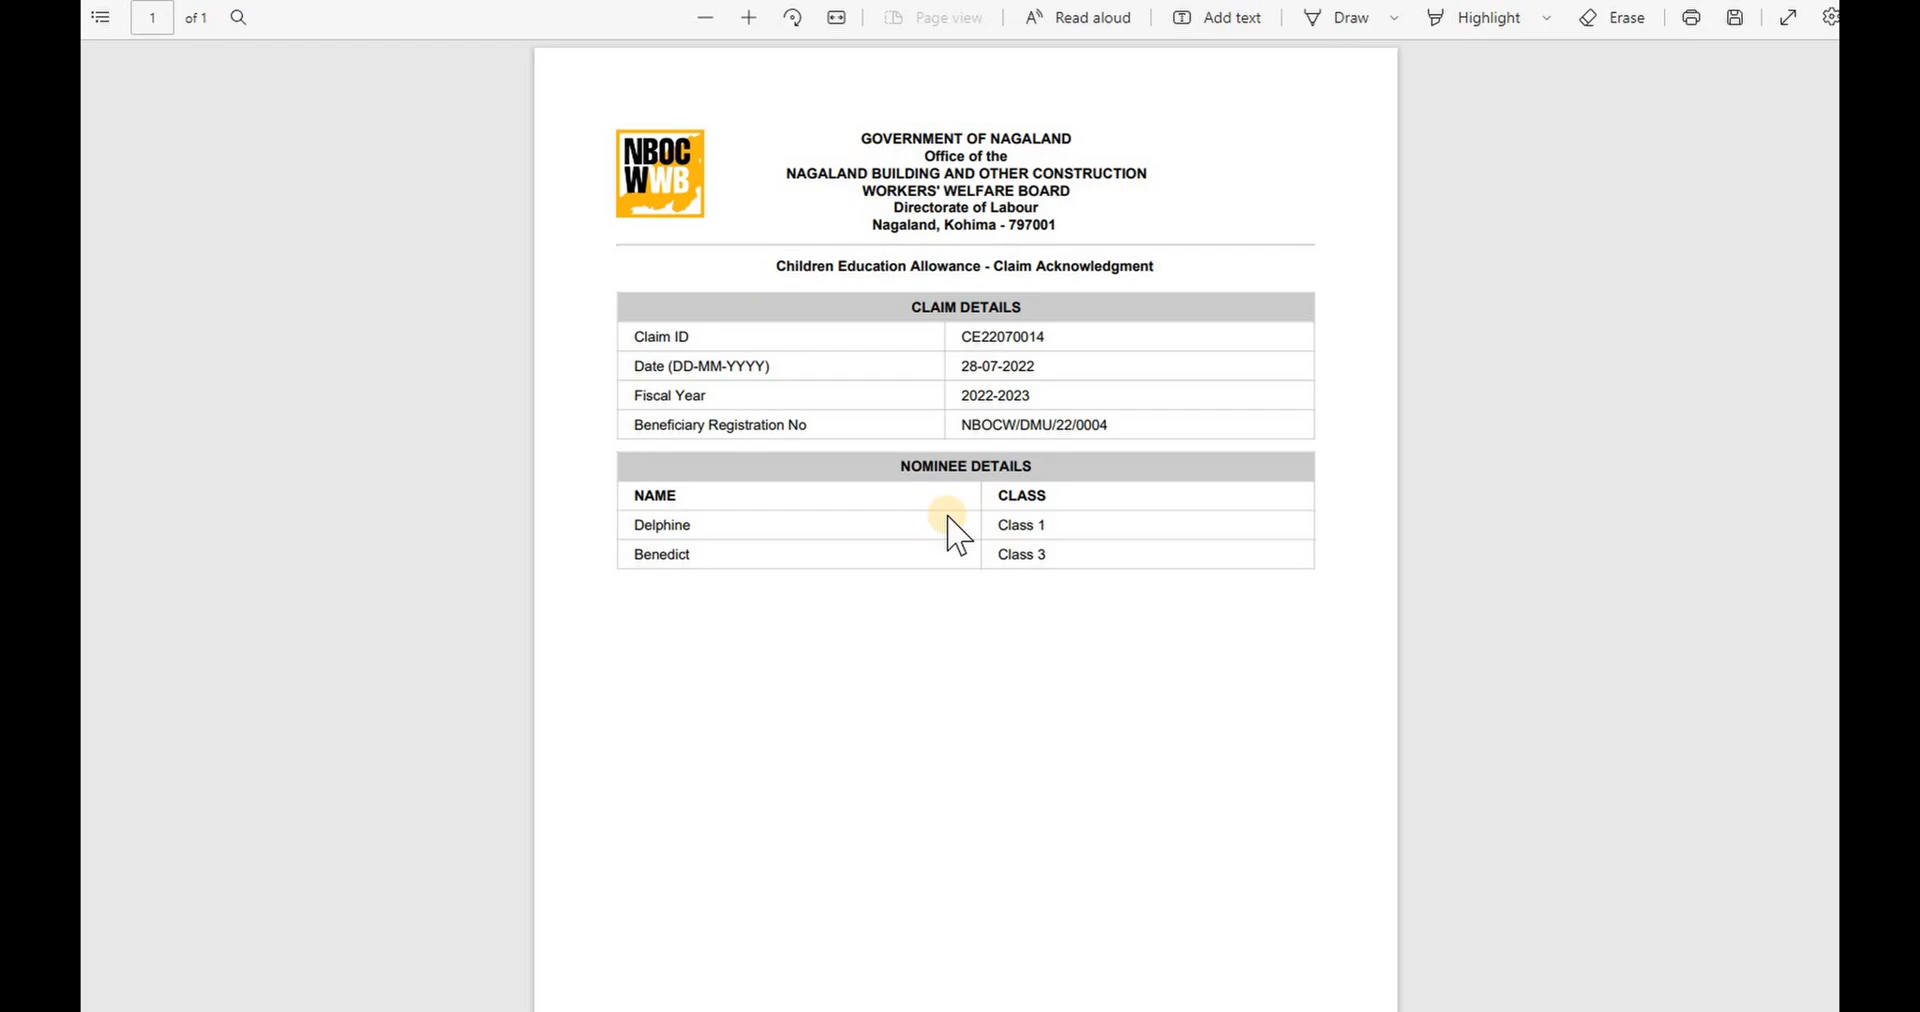 1 of 1 Page view Read aloud Add text Draw Highlight Erase
NBOC
WWB
GOVERNMENT OF NAGALAND
Office of the
NAGALAND BUILDING AND OTHER CONSTRUCTION
WORKERS' WELFARE BOARD
Directorate of Labour
Nagaland, Kohima - 797001
Children Education Allowance - Claim Acknowledgment
CLAIM DETAILS
Claim ID CE22070014
Date (DD-MM-YYYY) 28-07-2022
Fiscal Year 2022-2023
Beneficiary Registration No NBOCW/DMU/22/0004
NOMINEE DETAILS
NAME CLASS
Delphine Class 1
Benedict Class 3